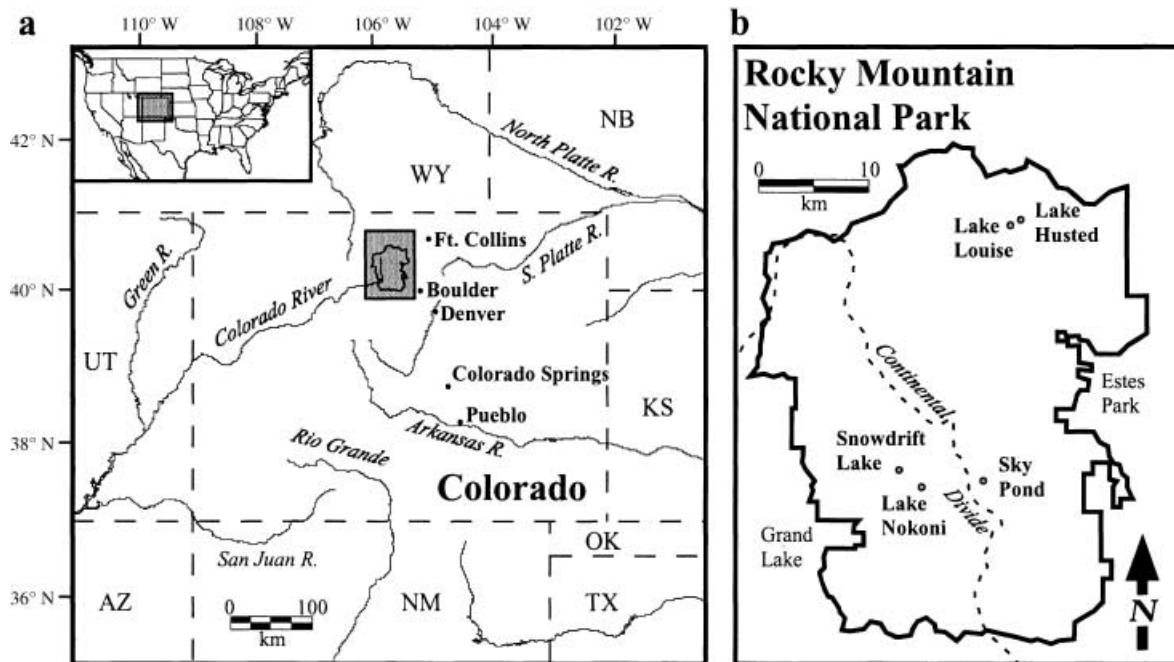 a
110° W
108° W
106° W
104° W
102° W
42° N
40° N
38° N
36° N
NB
North Platte R.
WY
Ft. Collins
S. Platte R.
Green R.
Colorado River
Boulder
Denver
UT
Colorado Springs
KS
Pueblo
Arkansas R.
Rio Grande
Colorado
OK
San Juan R.
AZ
0
100
km
NM
TX
b
Rocky Mountain
National Park
0
10
km
Lake
Louise
Lake
Husted
Continental
Divide
Estes
Park
Snowdrift
Lake
Sky
Pond
Lake
Nokoni
Grand
Lake
N